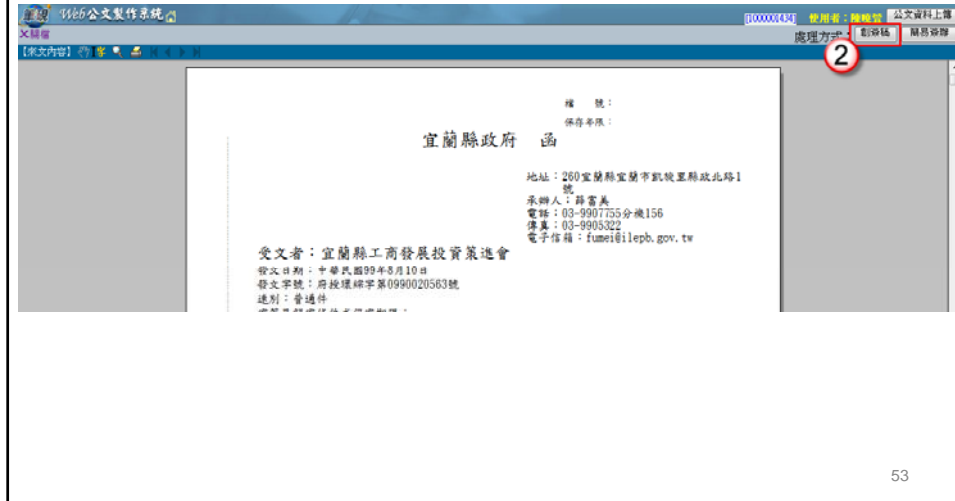 Web公文製作系統
[1000001434] 使用者：陳曉瑩 公文資料上傳
×關檔 處理方式： 創簽稿 簡易簽辦
②
【來文內容】
檔 號：
保存年限：
宜蘭縣政府 函
地址：260宜蘭縣宜蘭市凱旋里縣政北路1
號
承辦人：薛富美
電話：03-9907755分機156
傳真：03-9905322
電子信箱：fumei@ilepb.gov.tw
受文者：宜蘭縣工商發展投資策進會
發文日期：中華民國99年8月10日
發文字號：府授環綜字第0990020563號
速別：普通件
53